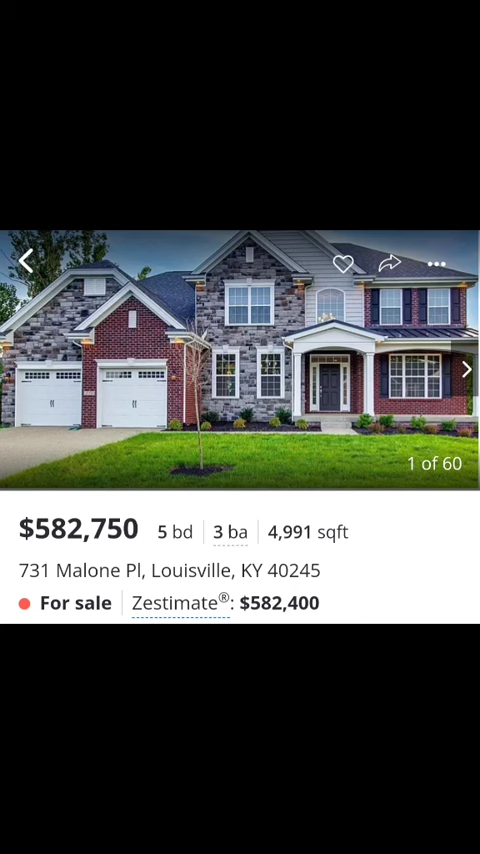 1 of 60
$582,750 5 bd 3 ba 4,991 sqft
731 Malone Pl, Louisville, KY 40245
For sale Zestimate®: $582,400